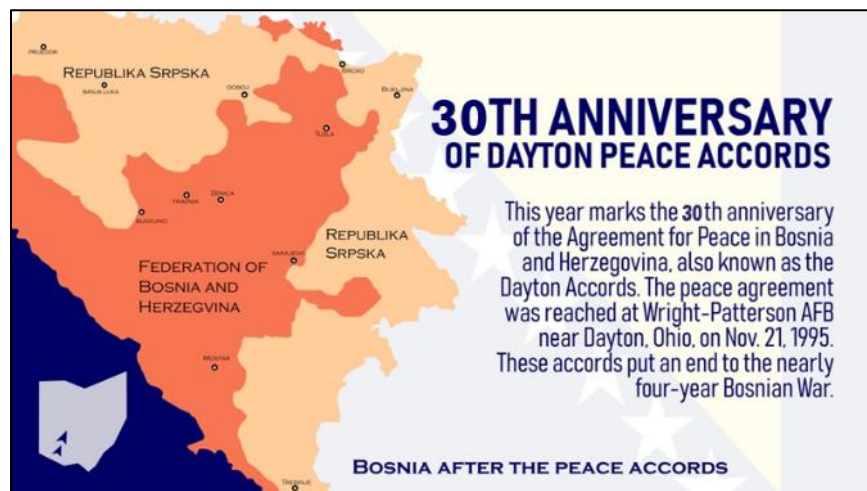 PRIJEDOR
REPUBLIKA SRPSKA
BANJA LUKA
DOBOJ
BRCKO
BIJELJINA
TUZLA
30TH ANNIVERSARY
OF DAYTON PEACE ACCORDS
TRAVNIK
ZENICA
BUGOJNO
This year marks the 30th anniversary
of the Agreement for Peace in Bosnia
and Herzegovina, also known as the
Dayton Accords. The peace agreement
was reached at Wright-Patterson AFB
near Dayton, Ohio, on Nov. 21, 1995.
These accords put an end to the nearly
four-year Bosnian War.
REPUBLIKA
SRPSKA
SARAJEVO
FEDERATION OF
BOSNIA AND
HERZEGVINA
MOSTAR
TREBINJE
BOSNIA AFTER THE PEACE ACCORDS